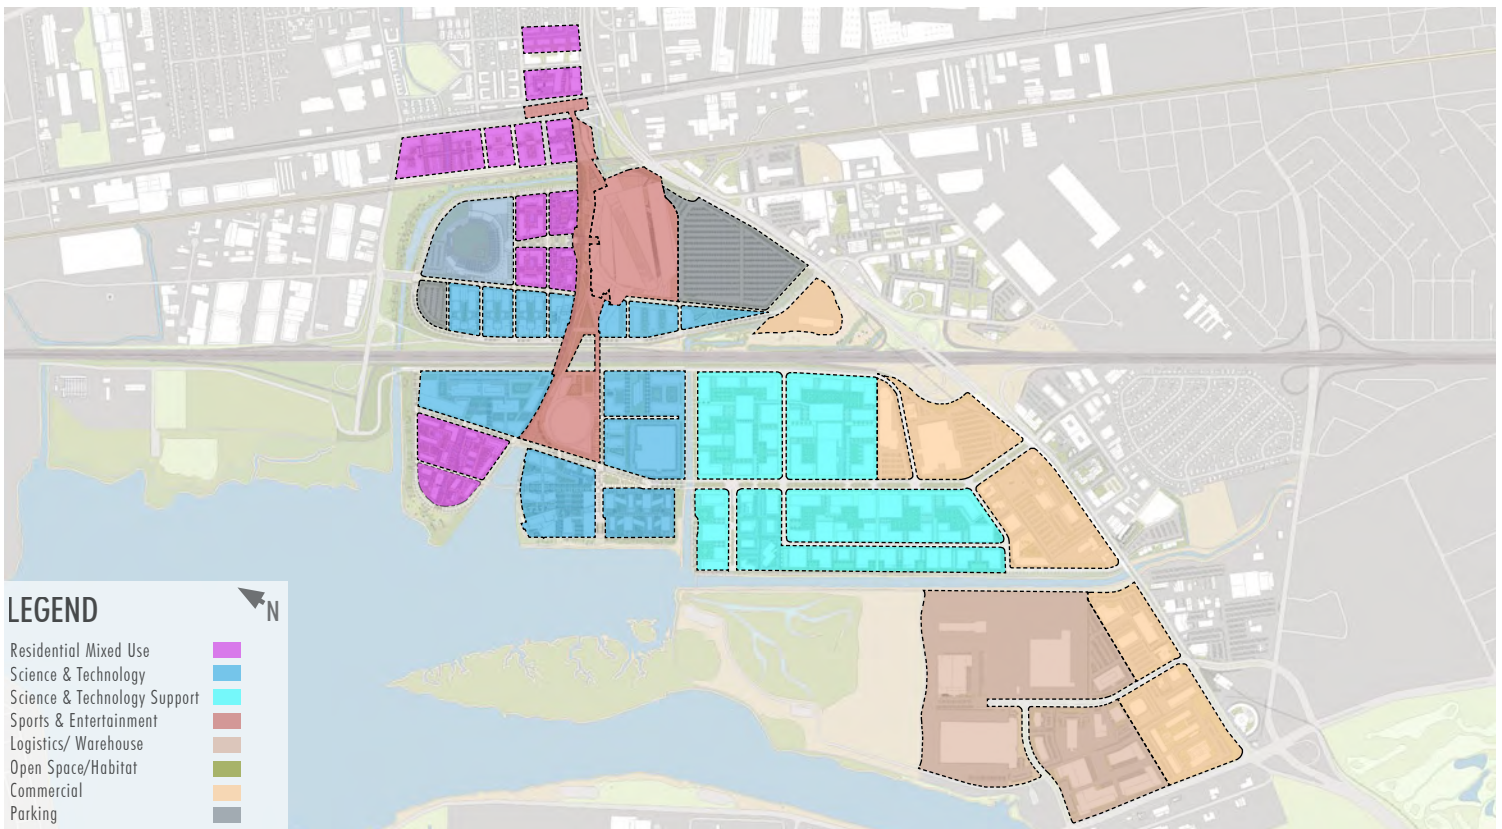 LEGEND
N
Residential Mixed Use
Science & Technology
Science & Technology Support
Sports & Entertainment
Logistics/ Warehouse
Open Space/Habitat
Commercial
Parking